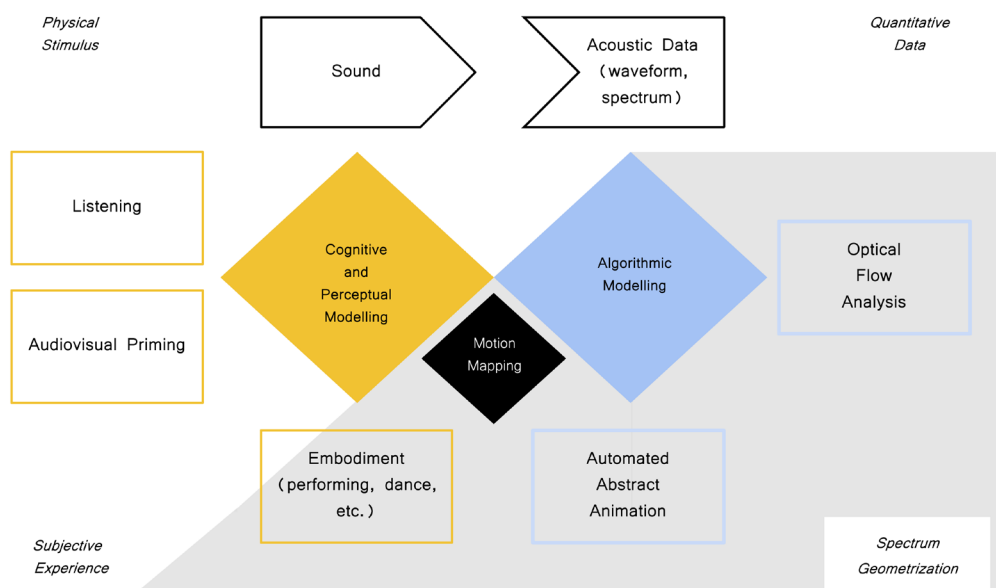 Physical
Stimulus
Sound
Acoustic Data
(waveform,
spectrum)
Quantitative
Data
Listening
Audiovisual Priming
Cognitive
and
Perceptual
Modelling
Algorithmic
Modelling
Optical
Flow
Analysis
Motion
Mapping
Embodiment
(performing, dance,
etc.)
Automated
Abstract
Animation
Subjective
Experience
Spectrum
Geometrization